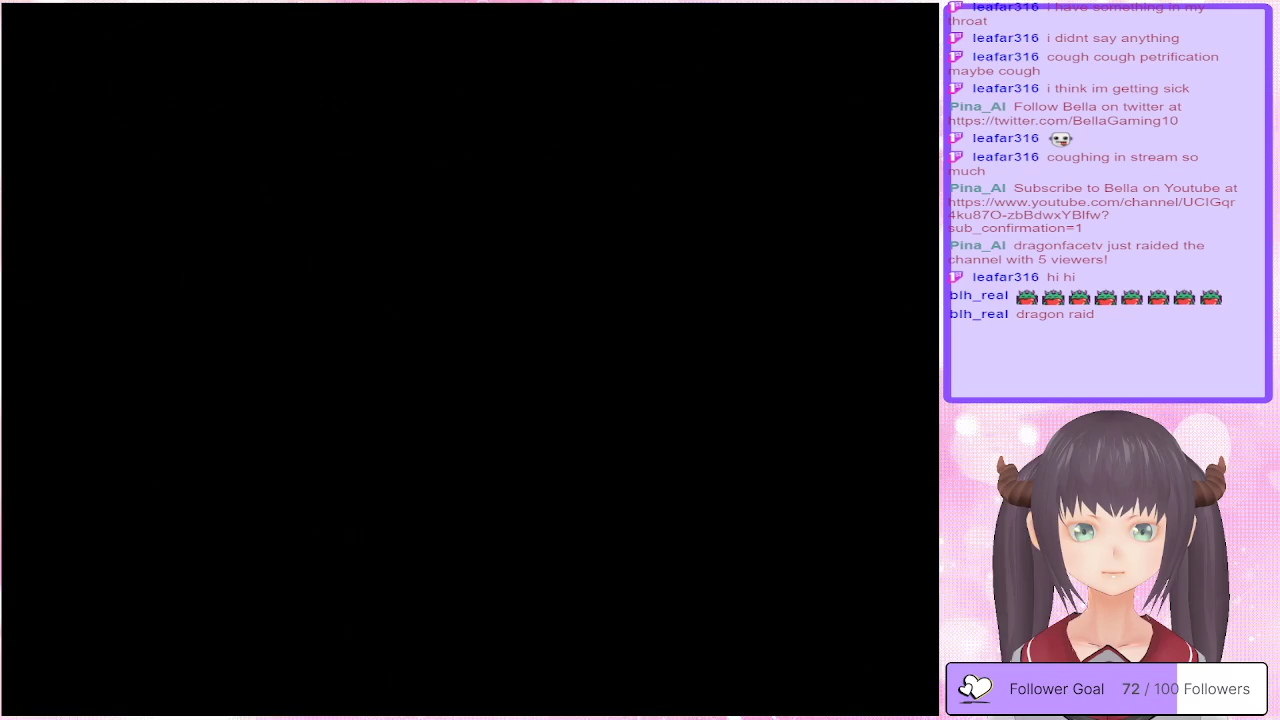 leafar316 i have something in my
throat
leafar316 i didnt say anything
leafar316 cough cough petrification
maybe cough
leafar316 i think im getting sick
Pina_AI Follow Bella on twitter at
https://twitter.com/BellaGaming10
leafar316
leafar316 coughing in stream so
much
Pina_AI Subscribe to Bella on Youtube at
https://www.youtube.com/channel/UCIGqr
4ku87O-zbBdwxYBlfw?
sub_confirmation=1
Pina_AI dragonfacetv just raided the
channel with 5 viewers!
leafar316 hi hi
blh_real
blh_real dragon raid
Follower Goal 72 / 100 Followers